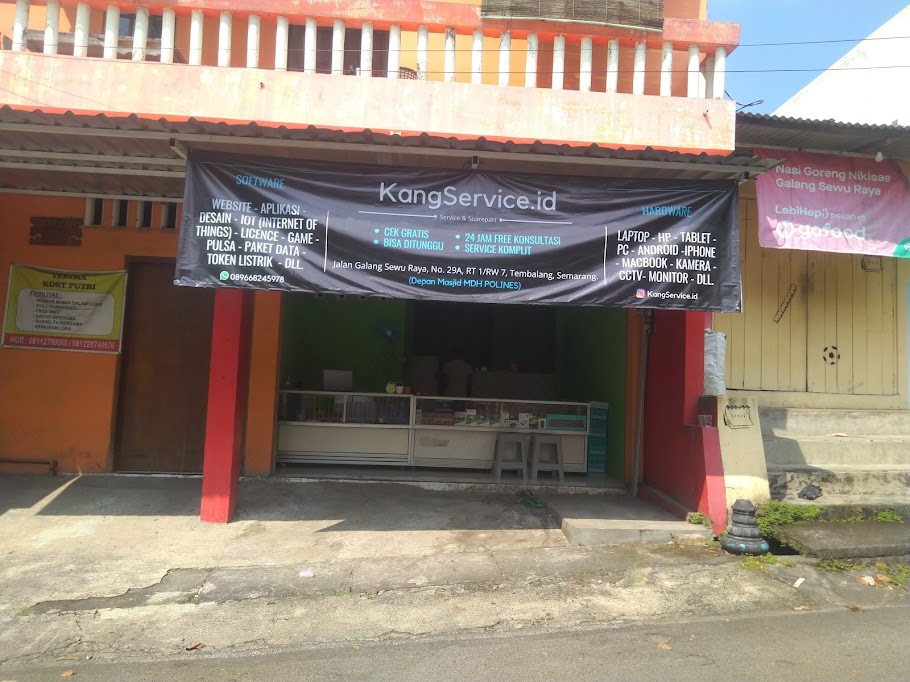 SOFTWARE
WEBSITE - APLIKASI -
DESAIN - IOT (INTERNET OF
THINGS) - LICENCE - GAME -
PULSA - PAKET DATA -
TOKEN LISTRIK - DLL.
089668245978
KangService.id
Service & Sparepart
• CEK GRATIS
• BISA DITUNGGU
• 24 JAM FREE KONSULTASI
• SERVICE KOMPLIT
Jalan Galang Sewu Raya, No. 29A, RT 1/RW 7, Tembalang, Semarang.
(Depan Masjid MDH POLINES)
HARDWARE
LAPTOP - HP - TABLET -
PC - ANDROID -IPHONE
- MACBOOK - KAMERA -
CCTV- MONITOR - DLL.
KangService.id
Nasi Goreng Nikisae
Galang Sewu Raya
LebiHepi pesan di
gofood
KOST PUTRI
FASILITAS :